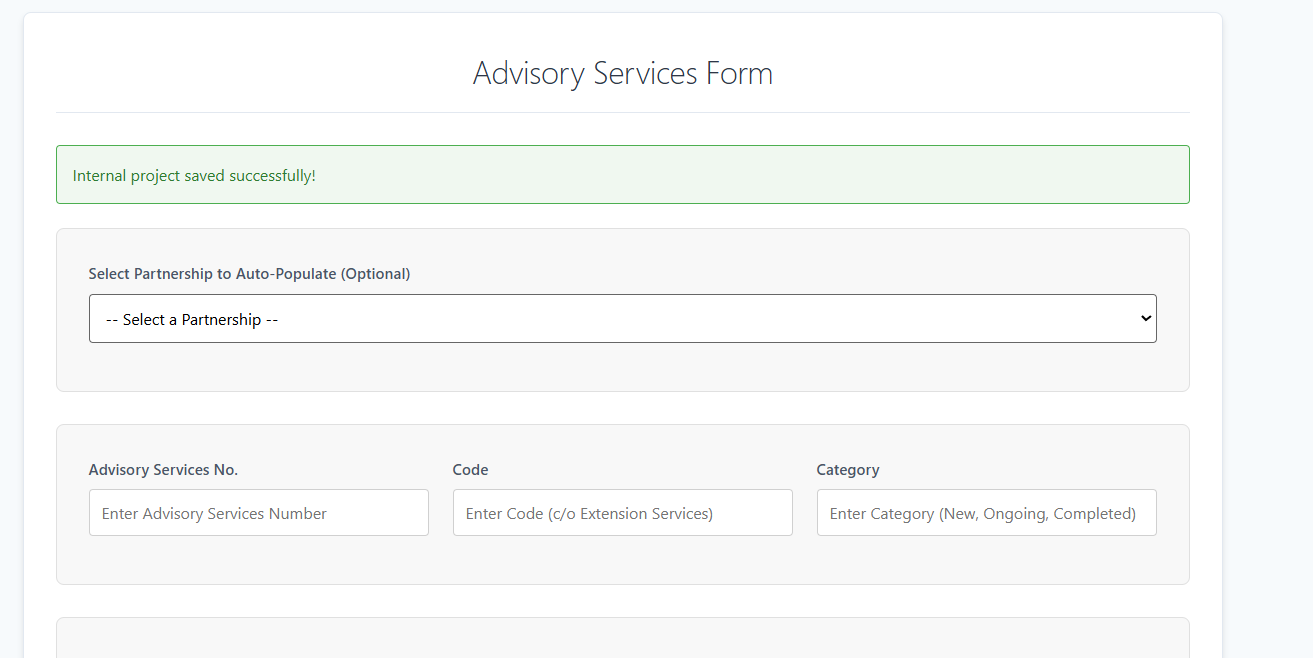 Advisory Services Form
Internal project saved successfully!
Select Partnership to Auto-Populate (Optional)
-- Select a Partnership --
Advisory Services No.
Code
Category
Enter Advisory Services Number
Enter Code (c/o Extension Services)
Enter Category (New, Ongoing, Completed)